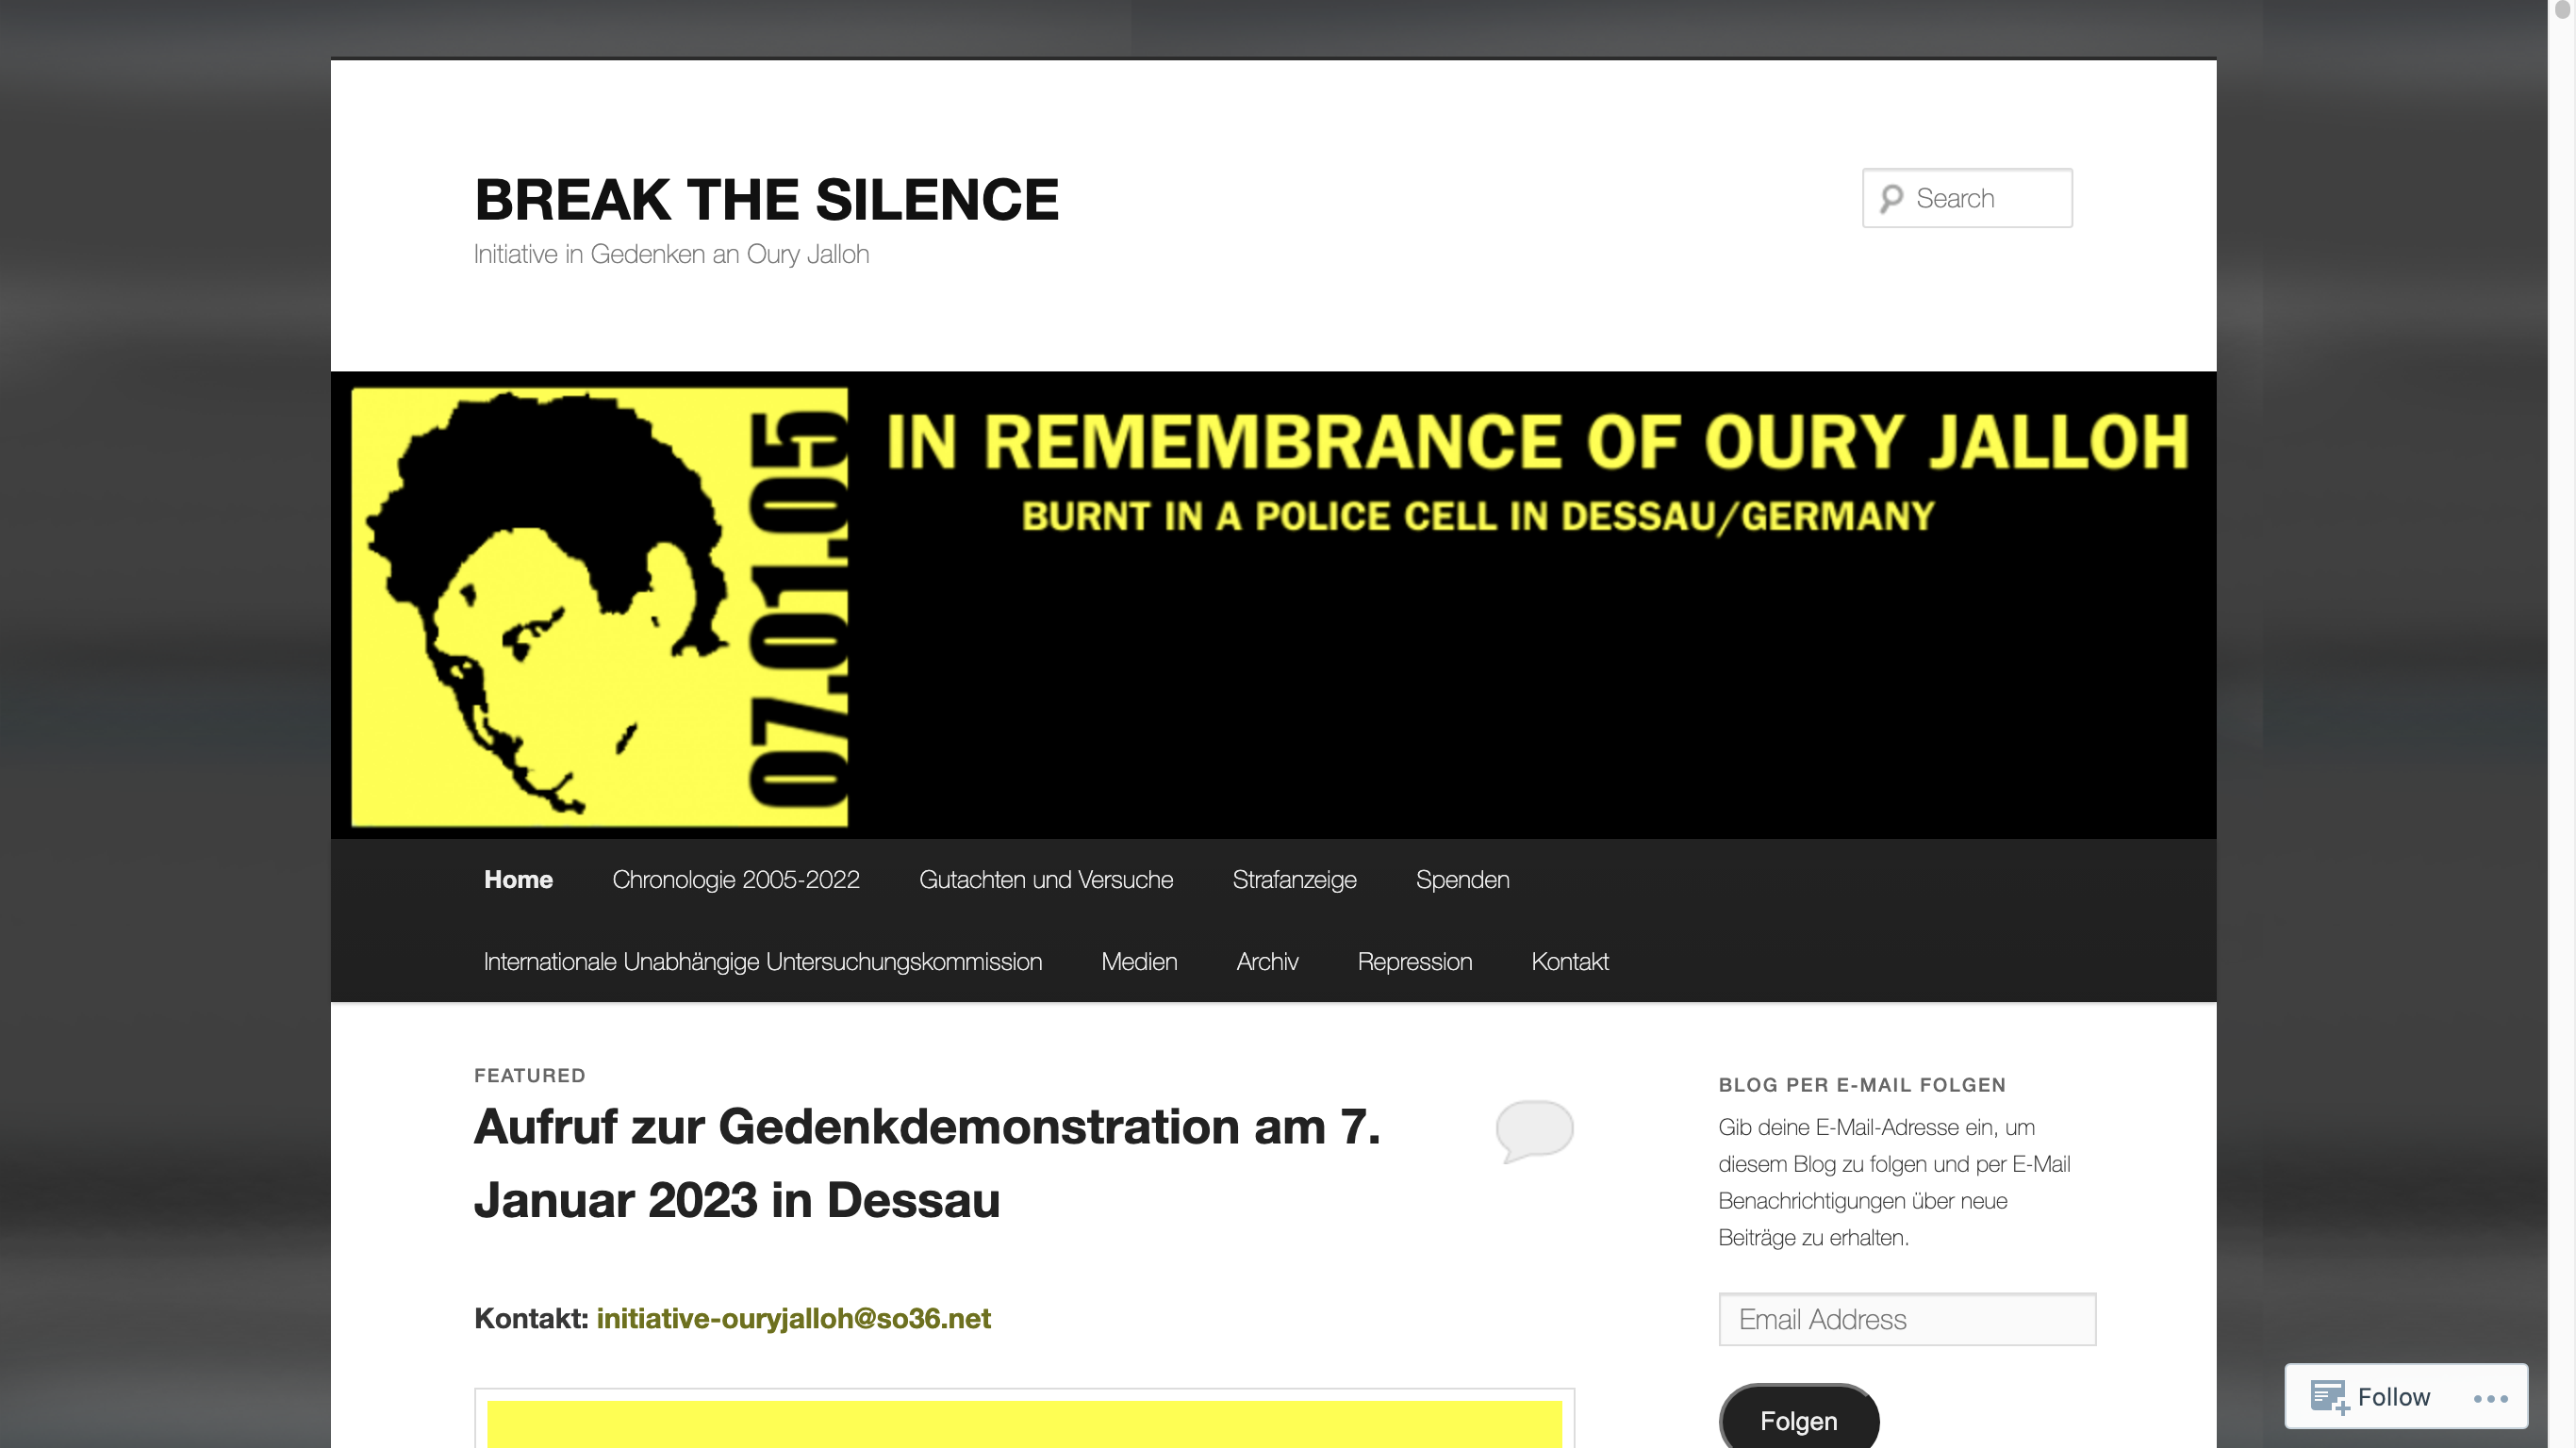 BREAK THE SILENCE
Initiative in Gedenken an Oury Jalloh
Search
07.01.05
IN REMEMBRANCE OF OURY JALLOH
BURNT IN A POLICE CELL IN DESSAU/GERMANY
Home Chronologie 2005-2022 Gutachten und Versuche Strafanzeige Spenden
Internationale Unabhängige Untersuchungskommission Medien Archiv Repression Kontakt
FEATURED
Aufruf zur Gedenkdemonstration am 7.
Januar 2023 in Dessau
Kontakt: initiative-ouryjalloh@so36.net
BLOG PER E-MAIL FOLGEN
Gib deine E-Mail-Adresse ein, um
diesem Blog zu folgen und per E-Mail
Benachrichtigungen über neue
Beiträge zu erhalten.
Email Address
Folgen
Follow